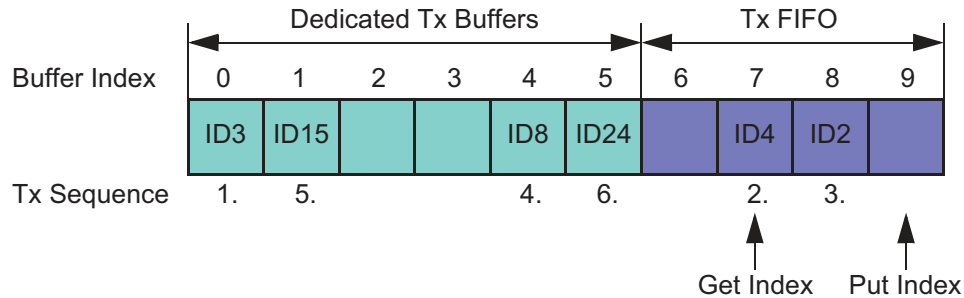 Dedicated Tx Buffers Tx FIFO
Buffer Index 0 1 2 3 4 5 6 7 8 9
ID3 ID15 ID8 ID24 ID4 ID2
Tx Sequence 1. 5. 4. 6. 2. 3.
Get Index Put Index